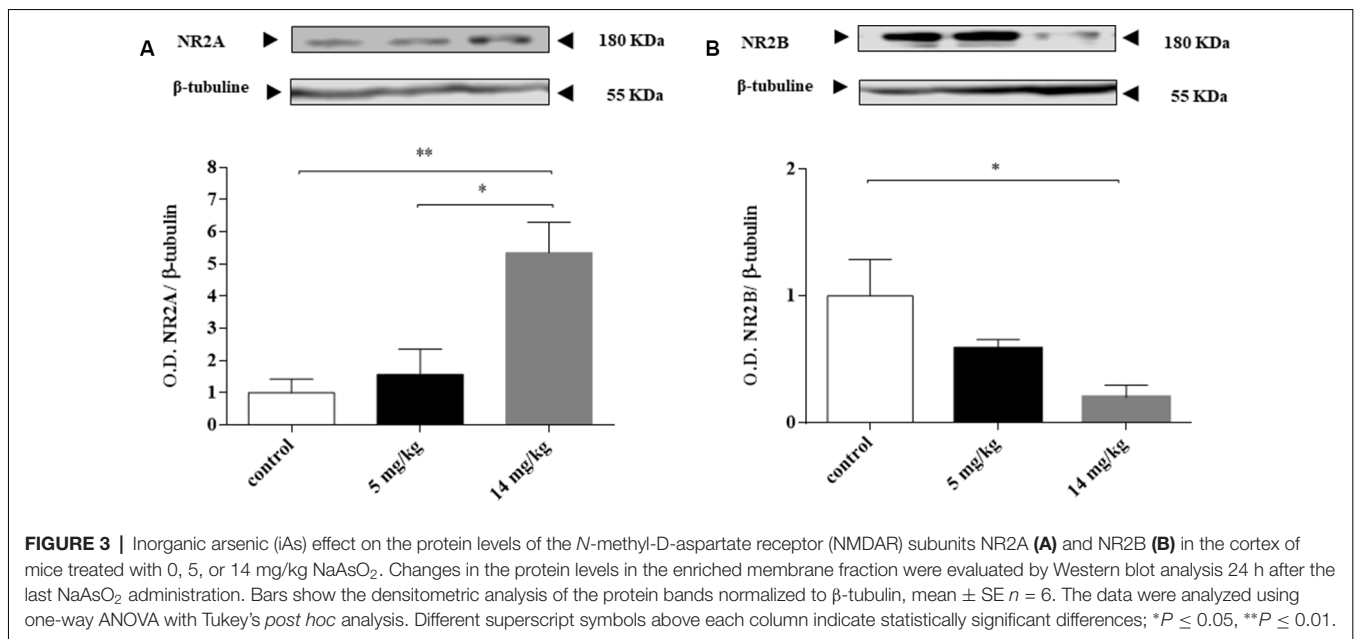 A NR2A 180 KDa
β-tubuline 55 KDa
**
*
8
7
6
5
4
3
2
1
0
O.D. NR2A/ β-tubulin
control
5 mg/kg
14 mg/kg
B NR2B 180 KDa
β-tubuline 55 KDa
*
2
1
0
O.D. NR2B/ β-tubulin
control
5 mg/kg
14 mg/kg
FIGURE 3 | Inorganic arsenic (iAs) effect on the protein levels of the N-methyl-D-aspartate receptor (NMDAR) subunits NR2A (A) and NR2B (B) in the cortex of
mice treated with 0, 5, or 14 mg/kg NaAsO₂. Changes in the protein levels in the enriched membrane fraction were evaluated by Western blot analysis 24 h after the
last NaAsO₂ administration. Bars show the densitometric analysis of the protein bands normalized to β-tubulin, mean ± SE n = 6. The data were analyzed using
one-way ANOVA with Tukey's post hoc analysis. Different superscript symbols above each column indicate statistically significant differences; *P ≤ 0.05, **P ≤ 0.01.